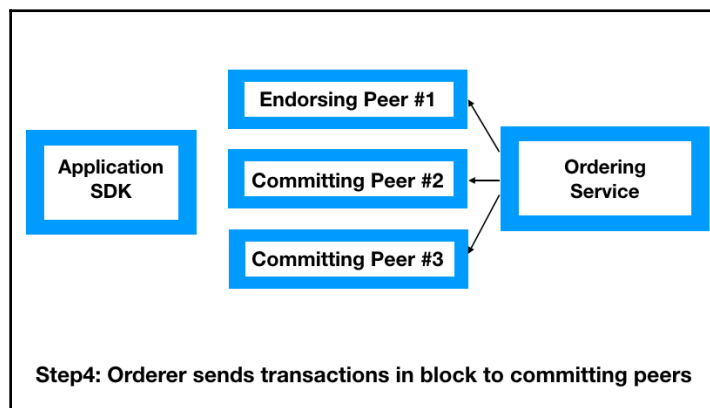 Endorsing Peer #1
Application
SDK
Committing Peer #2
Ordering
Service
Committing Peer #3
Step4: Orderer sends transactions in block to committing peers